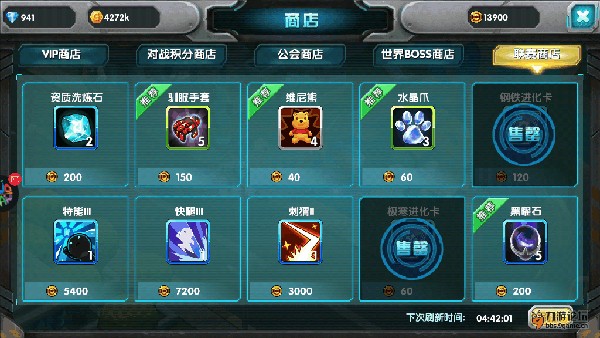 941
4272k
商店
13900
VIP商店
对战积分商店
公会商店
世界BOSS商店
联赛商店
资质洗炼石
2
200
推荐
驯服手套
5
150
推荐
维尼熊
4
40
推荐
水晶爪
3
60
钢铁进化卡
售罄
120
特能III
1
5400
快腿III
7200
刺猬II
3000
极寒进化卡
售罄
60
推荐
黑曜石
5
200
下次刷新时间:
04:42:01